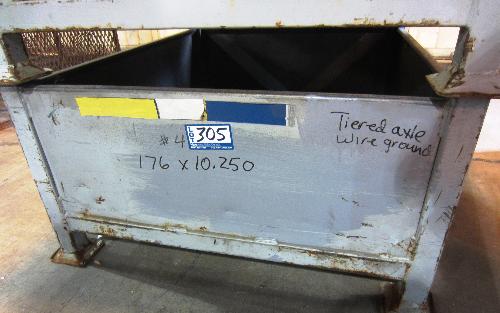 #4
305
176 x 10.250
Tiered axle
wire ground